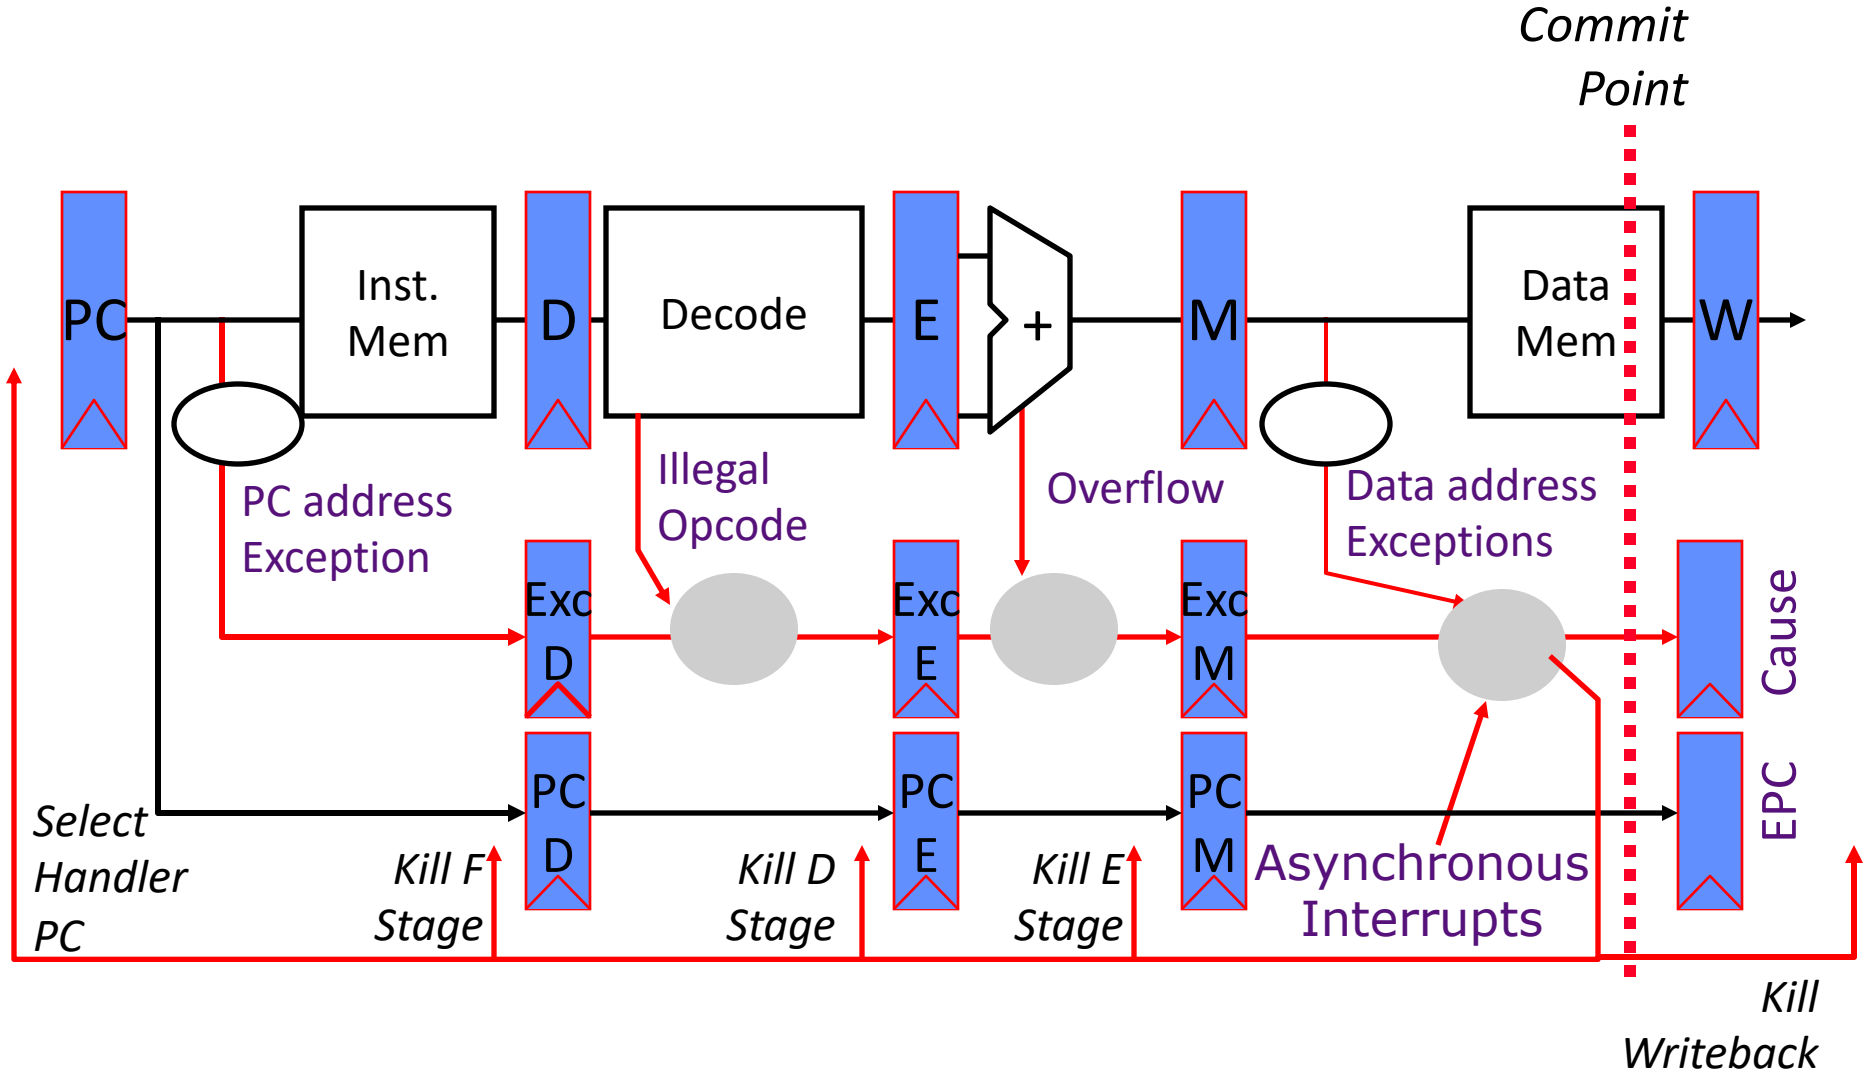 Commit
Point
PC
Inst.
Mem
D
Decode
E
+
M
Data
Mem
W
PC address
Exception
Illegal
Opcode
Overflow
Data address
Exceptions
Exc
D
Exc
E
Exc
M
Cause
PC
D
PC
E
PC
M
EPC
Select
Handler
PC
Kill F
Stage
Kill D
Stage
Kill E
Stage
Asynchronous
Interrupts
Kill
Writeback